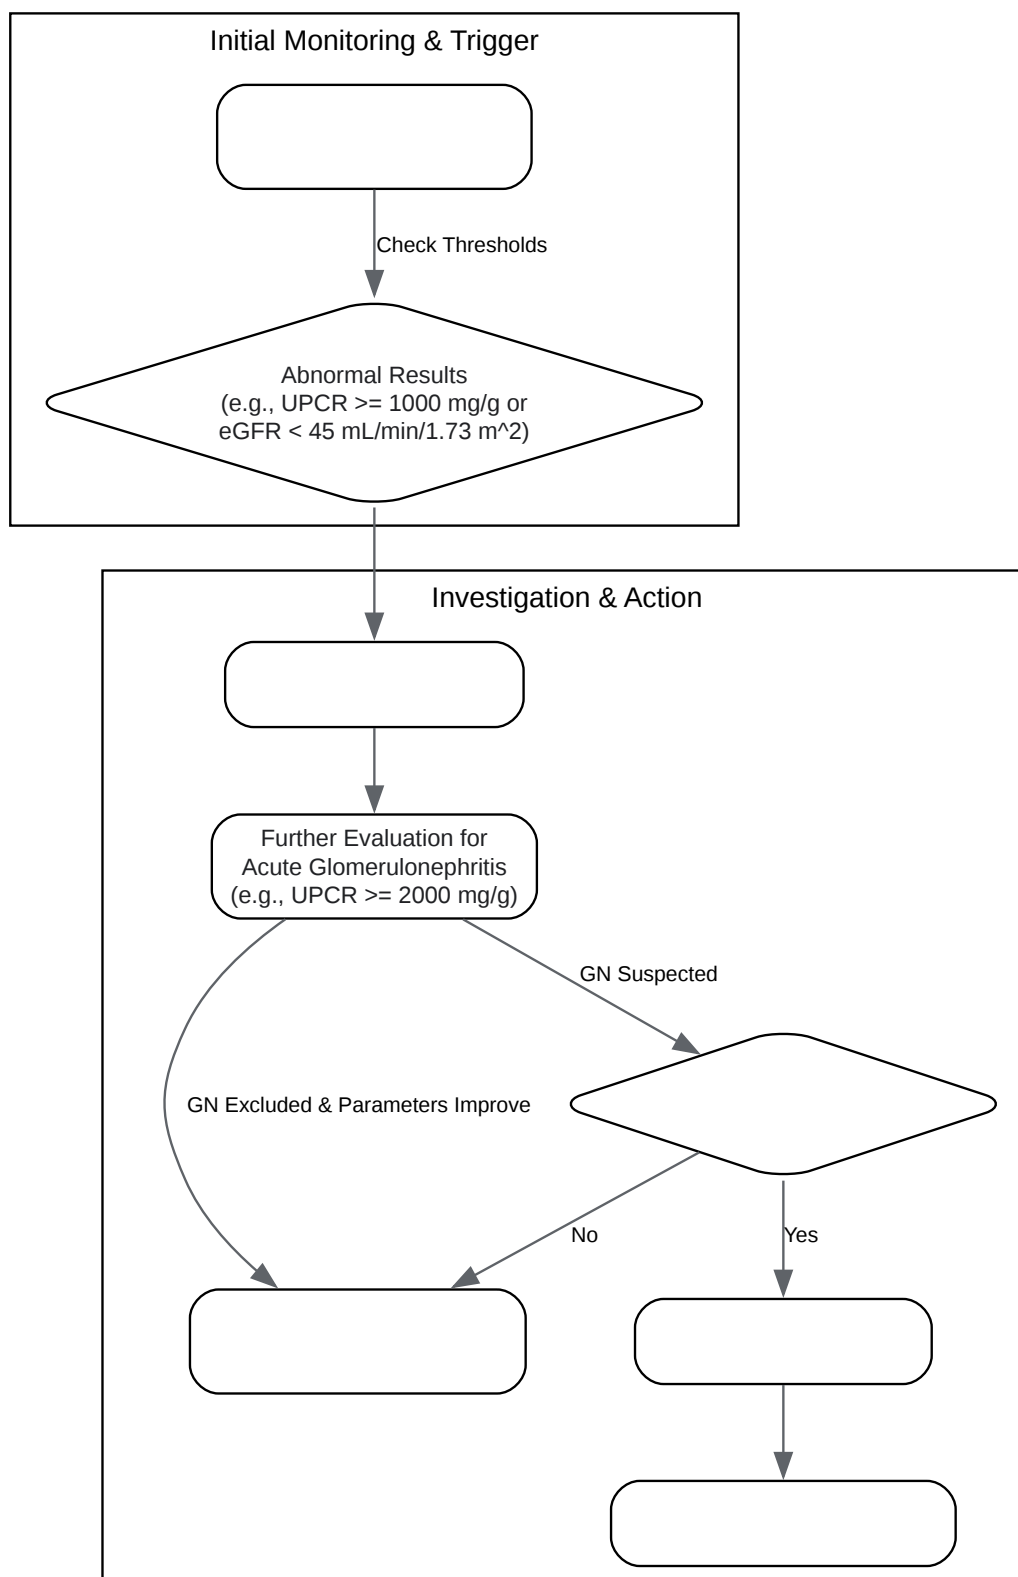 Initial Monitoring & Trigger
Check Thresholds
Abnormal Results
(e.g., UPCR >= 1000 mg/g or
eGFR < 45 mL/min/1.73 m^2)
Investigation & Action
Further Evaluation for
Acute Glomerulonephritis
(e.g., UPCR >= 2000 mg/g)
GN Suspected
GN Excluded & Parameters Improve
No
Yes